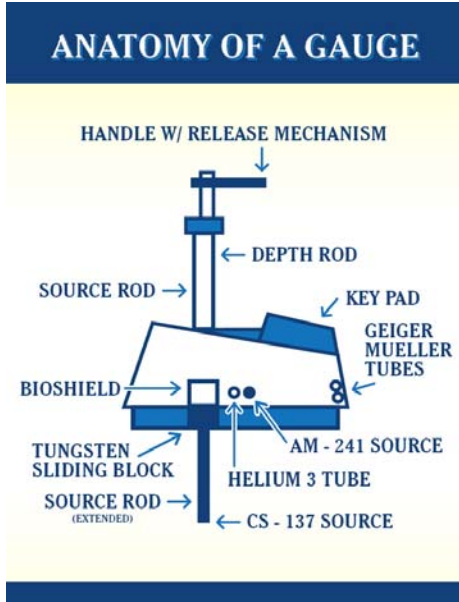 ANATOMY OF A GAUGE
HANDLE W/ RELEASE MECHANISM
DEPTH ROD
SOURCE ROD
KEY PAD
GEIGER
MUELLER
TUBES
BIOSHIELD
AM - 241 SOURCE
TUNGSTEN
SLIDING BLOCK
HELIUM 3 TUBE
SOURCE ROD
(EXTENDED)
CS - 137 SOURCE